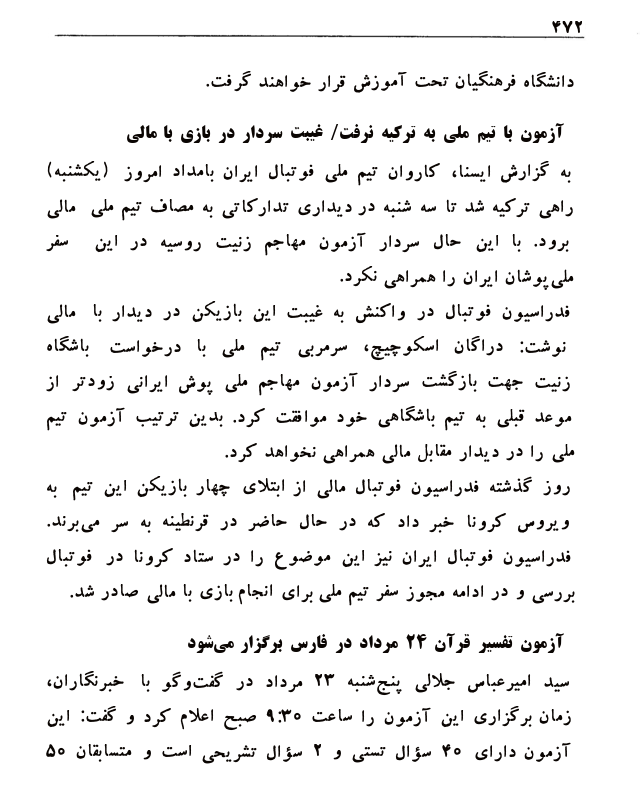 ۴۷۲
دانشگاه فرهنگیان تحت آموزش قرار خواهند گرفت.
آزمون با تیم ملی به ترکیه نرفت/ غیبت سردار در بازی با مالی
به گزارش ایسنا، کاروان تیم ملی فوتبال ایران بامداد امروز (یکشنبه)
راهی ترکیه شد تا سه شنبه در دیداری تدارکاتی به مصاف تیم ملی مالی
برود. با این حال سردار آزمون مهاجم زنیت روسیه در این سفر
ملی‌پوشان ایران را همراهی نکرد.
فدراسیون فوتبال در واکنش به غیبت این بازیکن در دیدار با مالی
نوشت: دراگان اسکوچیچ، سرمربی تیم ملی با درخواست باشگاه
زنیت جهت بازگشت سردار آزمون مهاجم ملی پوش ایرانی زودتر از
موعد قبلی به تیم باشگاهی خود موافقت کرد. بدین ترتیب آزمون تیم
ملی را در دیدار مقابل مالی همراهی نخواهد کرد.
روز گذشته فدراسیون فوتبال مالی از ابتلای چهار بازیکن این تیم به
ویروس کرونا خبر داد که در حال حاضر در قرنطینه به سر می‌برند.
فدراسیون فوتبال ایران نیز این موضوع را در ستاد کرونا در فوتبال
بررسی و در ادامه مجوز سفر تیم ملی برای انجام بازی با مالی صادر شد.
آزمون تفسیر قرآن ۲۴ مرداد در فارس برگزار می‌شود
سید امیرعباس جلالی پنج‌شنبه ۲۳ مرداد در گفت‌وگو با خبرنگاران،
زمان برگزاری این آزمون را ساعت ۹:۳۰ صبح اعلام کرد و گفت: این
آزمون دارای ۴۰ سؤال تستی و ۲ سؤال تشریحی است و متسابقان ۵۰